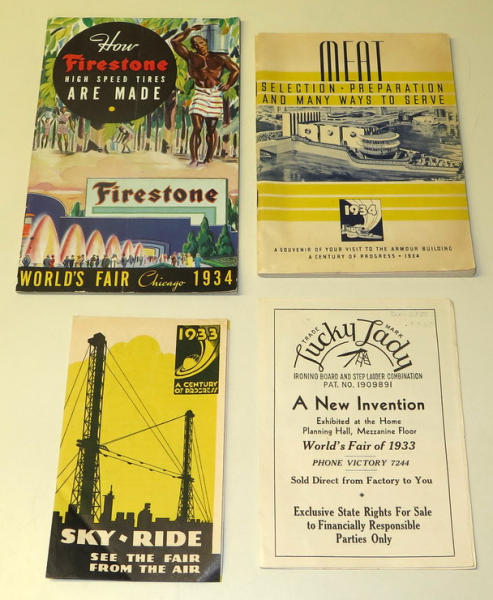 How
Firestone
HIGH SPEED TIRES
ARE MADE
Firestone
WORLD'S FAIR Chicago 1934
MEAT
SELECTION · PREPARATION
AND MANY WAYS TO SERVE
1934
A SOUVENIR OF YOUR VISIT TO THE ARMOUR BUILDING
A CENTURY OF PROGRESS · 1934
1933
A CENTURY
OF PROGRESS
SKY · RIDE
SEE THE FAIR
FROM THE AIR
TRADE MARK
Lucky Lady
IRONING BOARD AND STEP LADDER COMBINATION
PAT. NO. 1909891
A New Invention
Exhibited at the Home
Planning Hall, Mezzanine Floor
World's Fair of 1933
PHONE VICTORY 7244
Sold Direct from Factory to You
Exclusive State Rights For Sale
to Financially Responsible
Parties Only